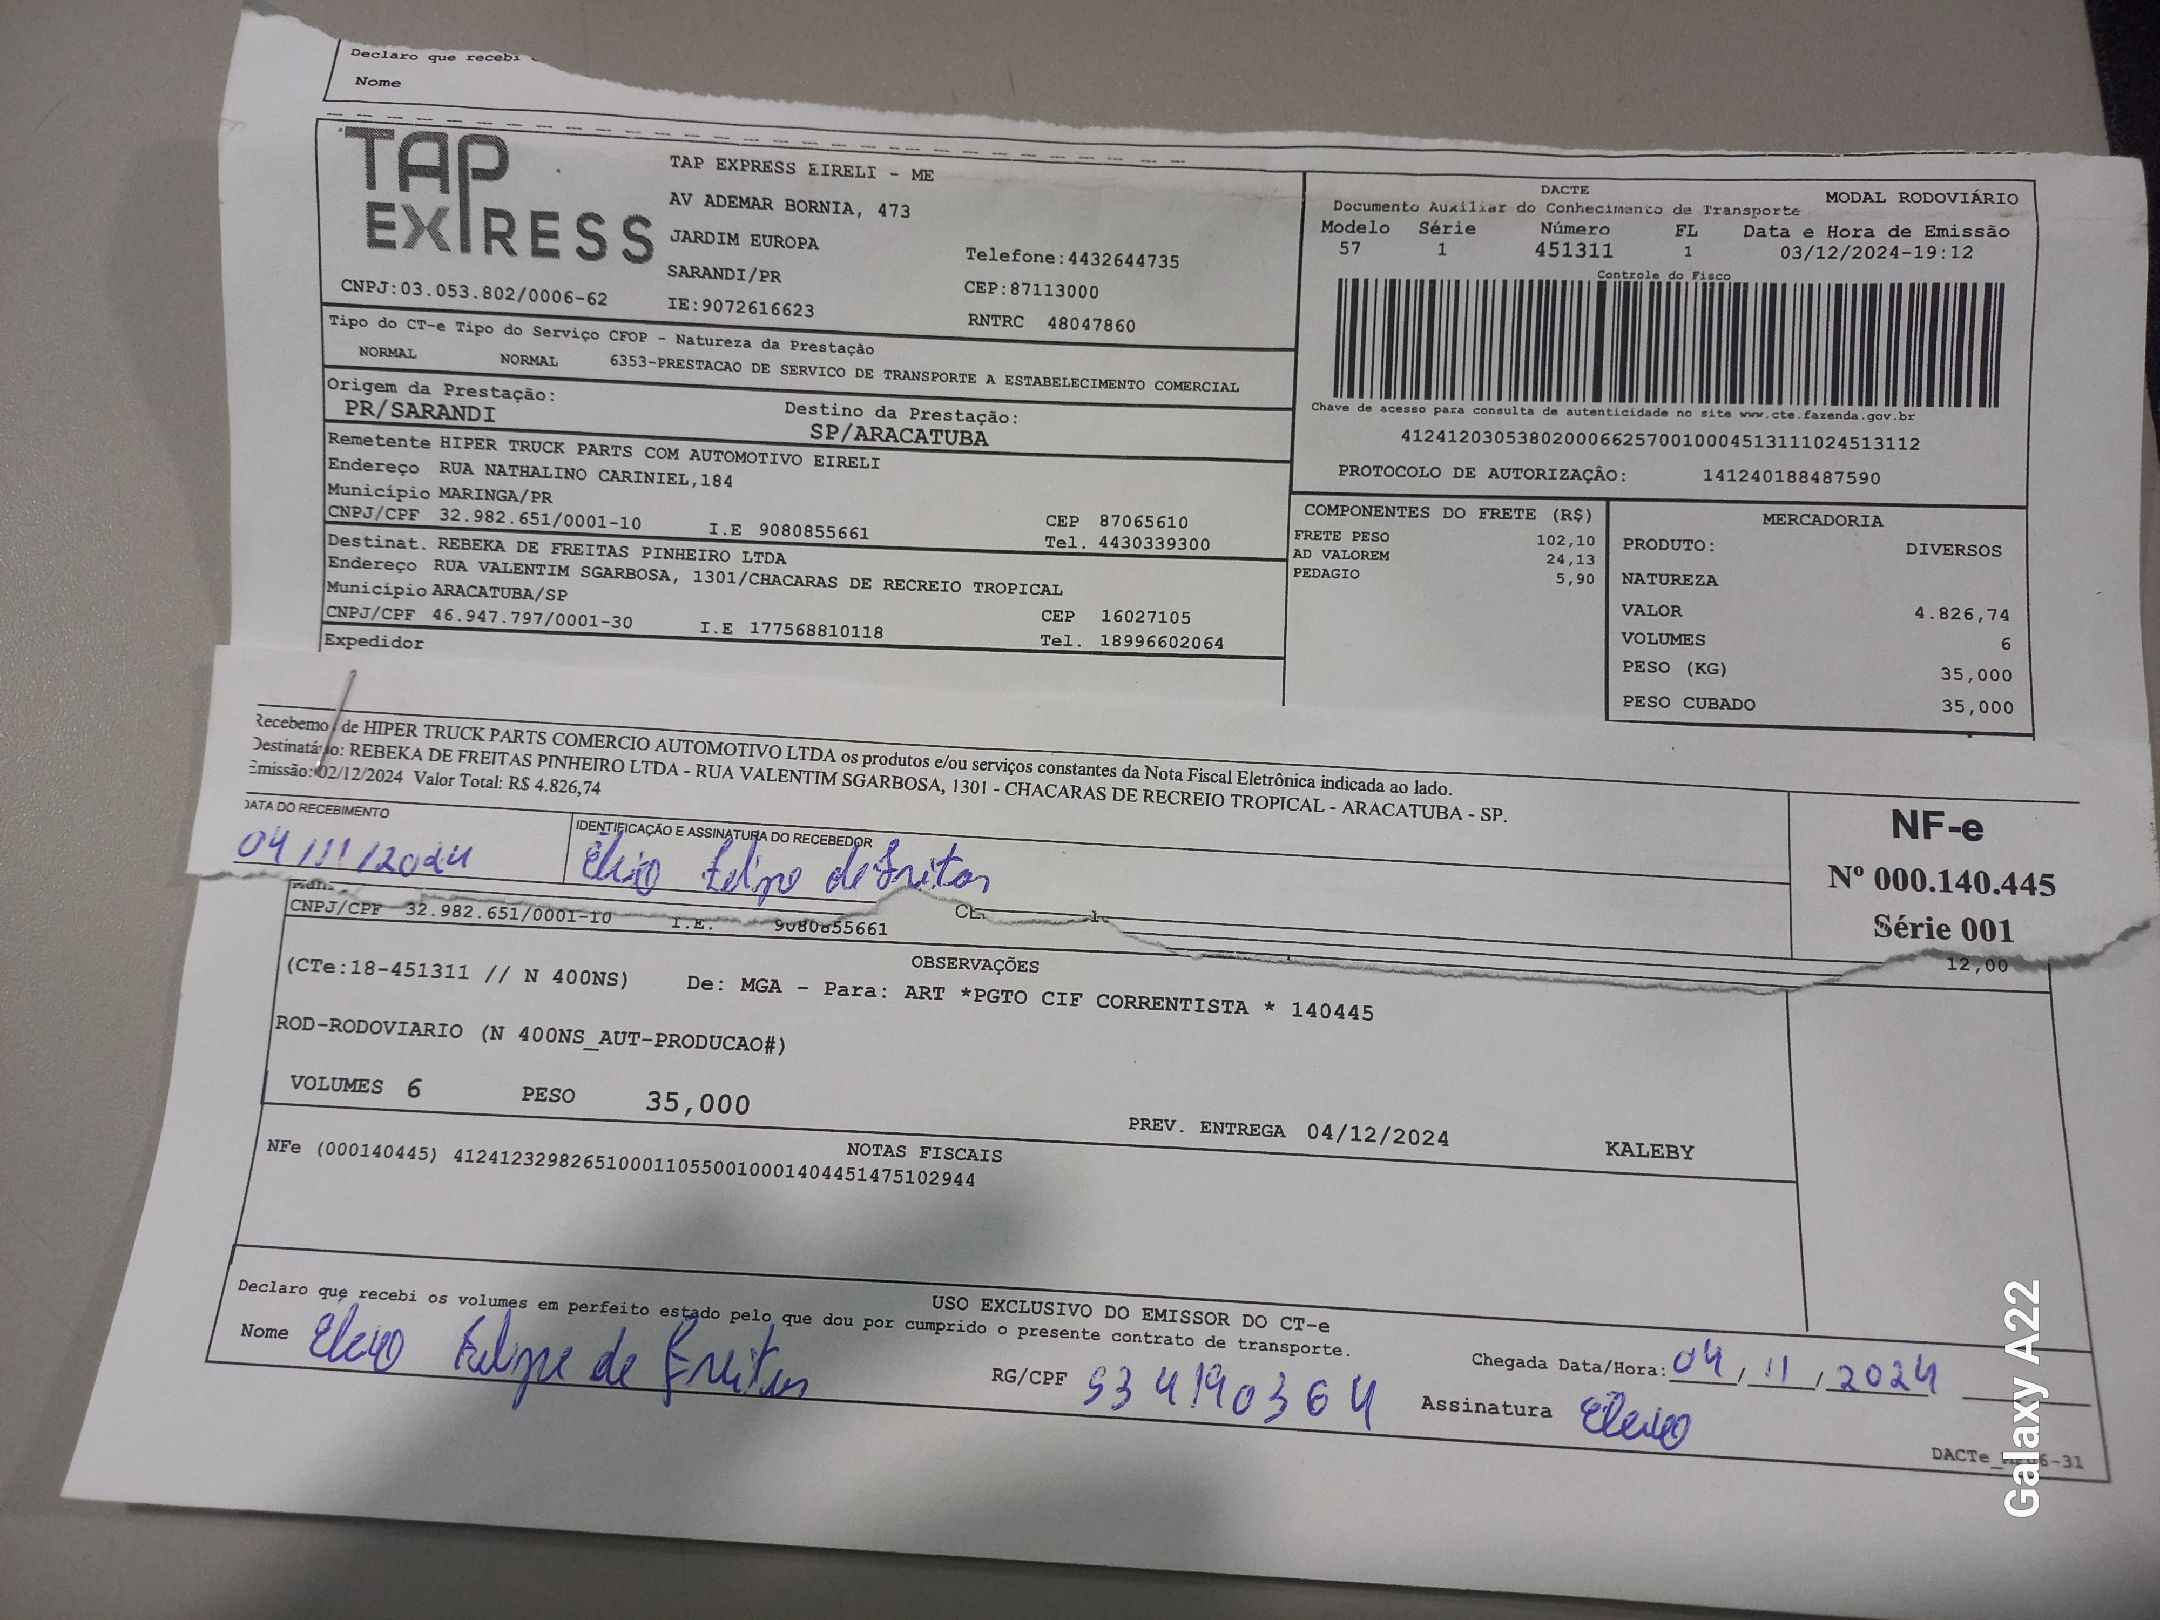 Declaro que recebi
Nome
TAP EXPRESS
TAP EXPRESS EIRELI - ME
AV ADEMAR BORNIA, 473
JARDIM EUROPA
SARANDI/PR
IE:9072616623
Telefone:4432644735
CEP:87113000
RNTRC 48047860
CNPJ:03.053.802/0006-62
DACTE
MODAL RODOVIÁRIO
Documento Auxiliar do Conhecimento de Transporte
Modelo Série Número FL Data e Hora de Emissão
57 1 451311 1 03/12/2024-19:12
Controle do Fisco
Chave de acesso para consulta de autenticidade no site www.cte.fazenda.gov.br
41241203053802000662570010004513111024513112
PROTOCOLO DE AUTORIZAÇÃO: 141240188487590
Tipo do CT-e Tipo do Serviço CFOP - Natureza da Prestação
NORMAL NORMAL 6353-PRESTACAO DE SERVICO DE TRANSPORTE A ESTABELECIMENTO COMERCIAL
Origem da Prestação: Destino da Prestação:
PR/SARANDI SP/ARACATUBA
Remetente HIPER TRUCK PARTS COM AUTOMOTIVO EIRELI
Endereço RUA NATHALINO CARINIEL,184
Município MARINGA/PR CEP 87065610
CNPJ/CPF 32.982.651/0001-10 I.E 9080855661 Tel. 4430339300
Destinat. REBEKA DE FREITAS PINHEIRO LTDA
Endereço RUA VALENTIM SGARBOSA, 1301/CHACARAS DE RECREIO TROPICAL
Município ARACATUBA/SP CEP 16027105
CNPJ/CPF 46.947.797/0001-30 I.E 177568810118 Tel. 18996602064
Expedidor
COMPONENTES DO FRETE (R$)
FRETE PESO 102,10
AD VALOREM 24,13
PEDAGIO 5,90
MERCADORIA
PRODUTO: DIVERSOS
NATUREZA
VALOR 4.826,74
VOLUMES 6
PESO (KG) 35,000
PESO CUBADO 35,000
Recebemo de HIPER TRUCK PARTS COMERCIO AUTOMOTIVO LTDA os produtos e/ou serviços constantes da Nota Fiscal Eletrônica indicada ao lado.
Destinatário: REBEKA DE FREITAS PINHEIRO LTDA - RUA VALENTIM SGARBOSA, 1301 - CHACARAS DE RECREIO TROPICAL - ARACATUBA - SP.
Emissão: 02/12/2024 Valor Total: R$ 4.826,74
DATA DO RECEBIMENTO IDENTIFICAÇÃO E ASSINATURA DO RECEBEDOR
04/11/2024 Elcio Felipe de Freitas
NF-e
Nº 000.140.445
Série 001
CNPJ/CPF 32.982.651/0001-10 I.E. 9080855661
12,00
OBSERVAÇÕES
(CTe:18-451311 // N 400NS) De: MGA - Para: ART *PGTO CIF CORRENTISTA * 140445
ROD-RODOVIARIO (N 400NS_AUT-PRODUCAO#)
VOLUMES 6 PESO 35,000 PREV. ENTREGA 04/12/2024 KALEBY
NOTAS FISCAIS
NFe (000140445) 41241232982651000110550010001404451475102944
USO EXCLUSIVO DO EMISSOR DO CT-e
Declaro que recebi os volumes em perfeito estado pelo que dou por cumprido o presente contrato de transporte.
Nome Elcio Felipe de Freitas RG/CPF 534190364 Chegada Data/Hora: 04/11/2024
Assinatura Elcio
Galaxy A22